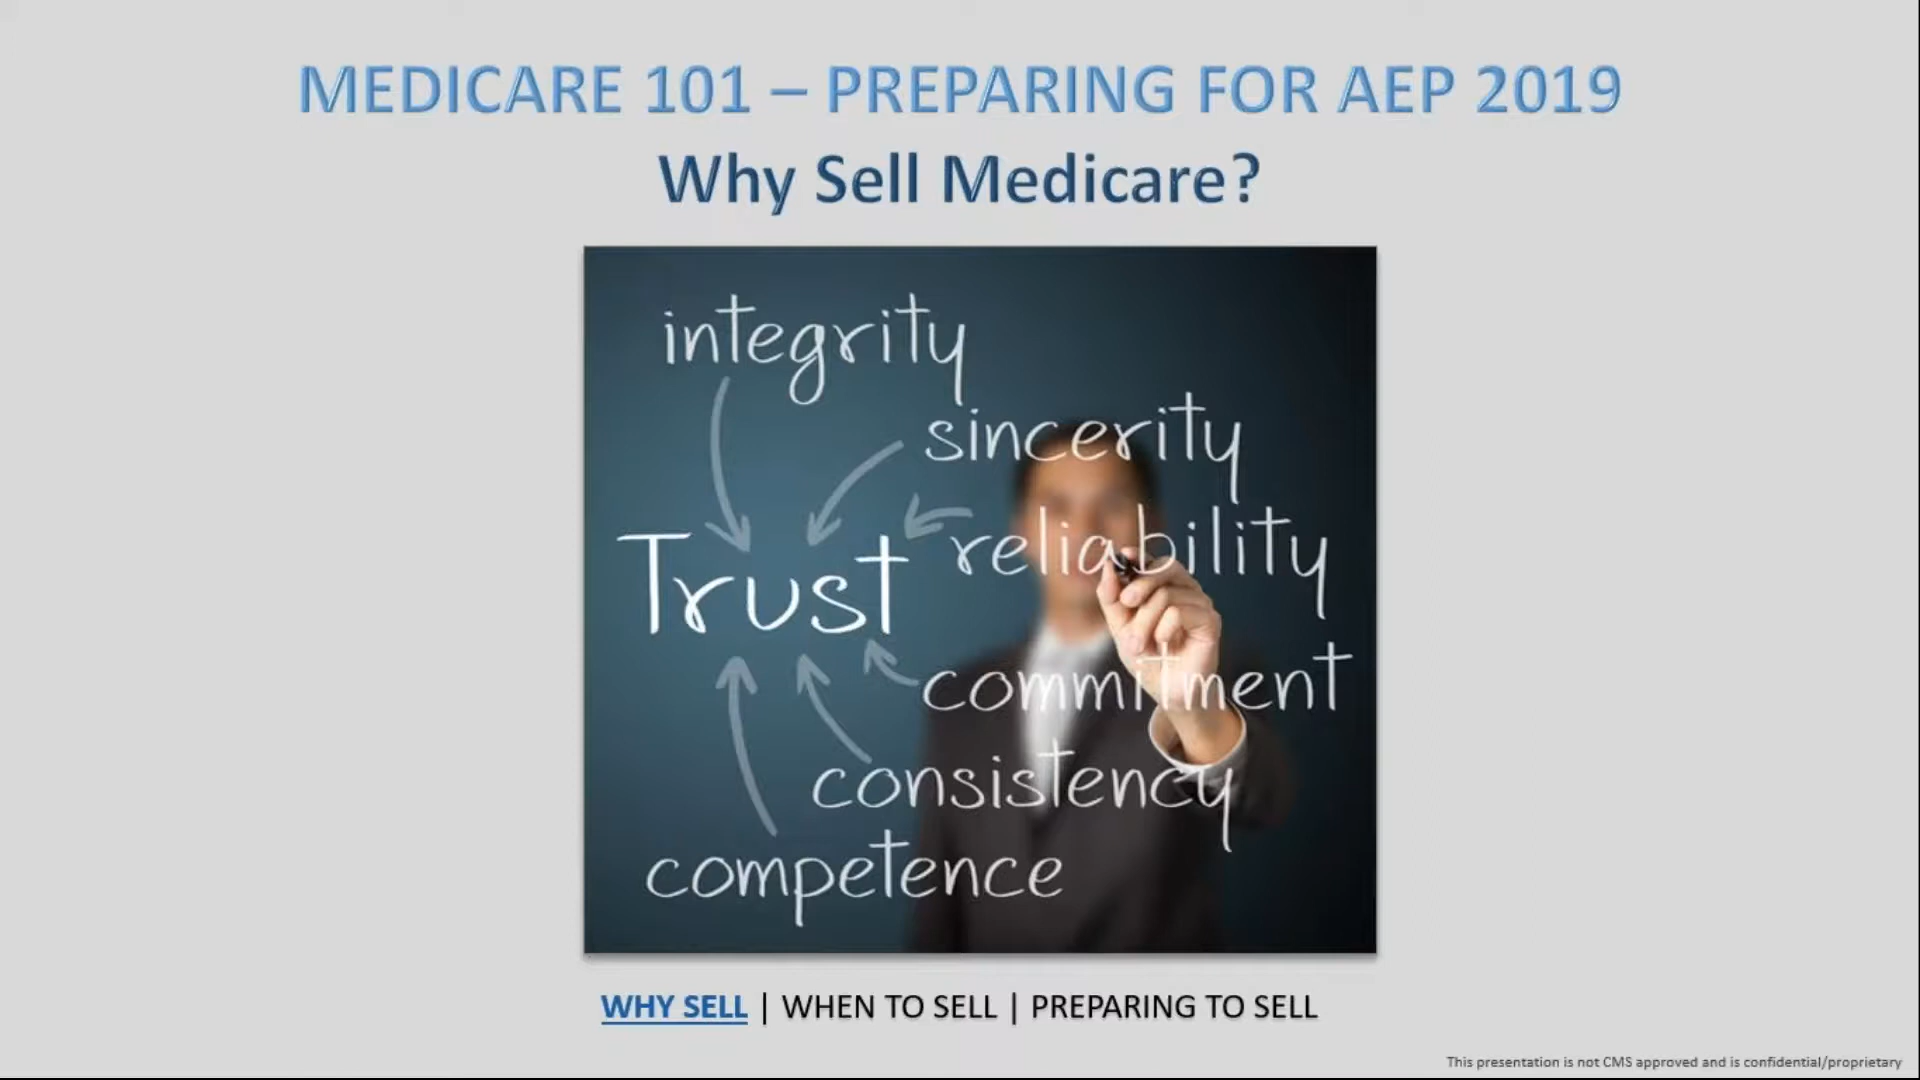 MEDICARE 101 – PREPARING FOR AEP 2019
Why Sell Medicare?
integrity
sincerity
reliability
Trust
commitment
consistency
competence
WHY SELL | WHEN TO SELL | PREPARING TO SELL
This presentation is not CMS approved and is confidential/proprietary